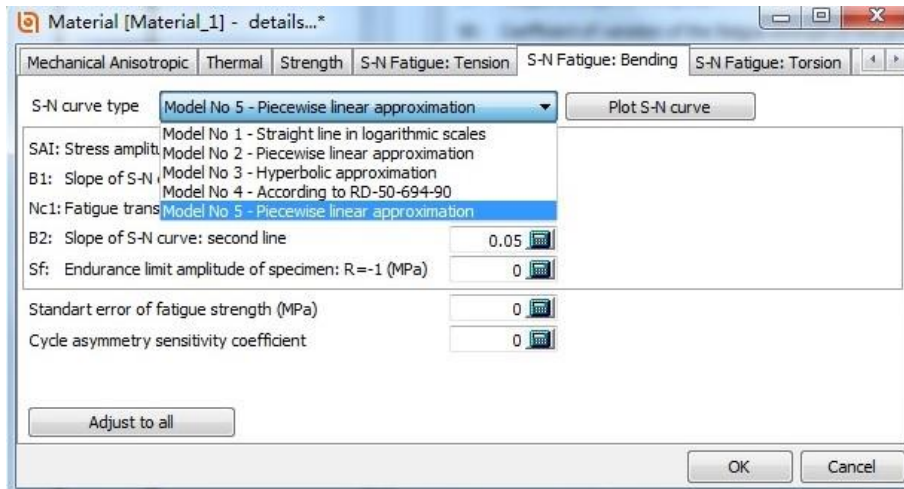 Material [Material_1] - details...*
Mechanical Anisotropic Thermal Strength S-N Fatigue: Tension S-N Fatigue: Bending S-N Fatigue: Torsion
S-N curve type Model No 5 - Piecewise linear approximation Plot S-N curve
Model No 1 - Straight line in logarithmic scales
SAI: Stress
Model No 2 - Piecewise linear approximation
Model No 3 - Hyperbolic approximation
B1: Slope of S-N
Model No 4 - According to RD-50-694-90
Nc1: Fatigue
Model No 5 - Piecewise linear approximation
B2: Slope of S-N curve: second line 0.05
Sf: Endurance limit amplitude of specimen: R=-1 (MPa) 0
Standart error of fatigue strength (MPa) 0
Cycle asymmetry sensitivity coefficient 0
Adjust to all
OK Cancel